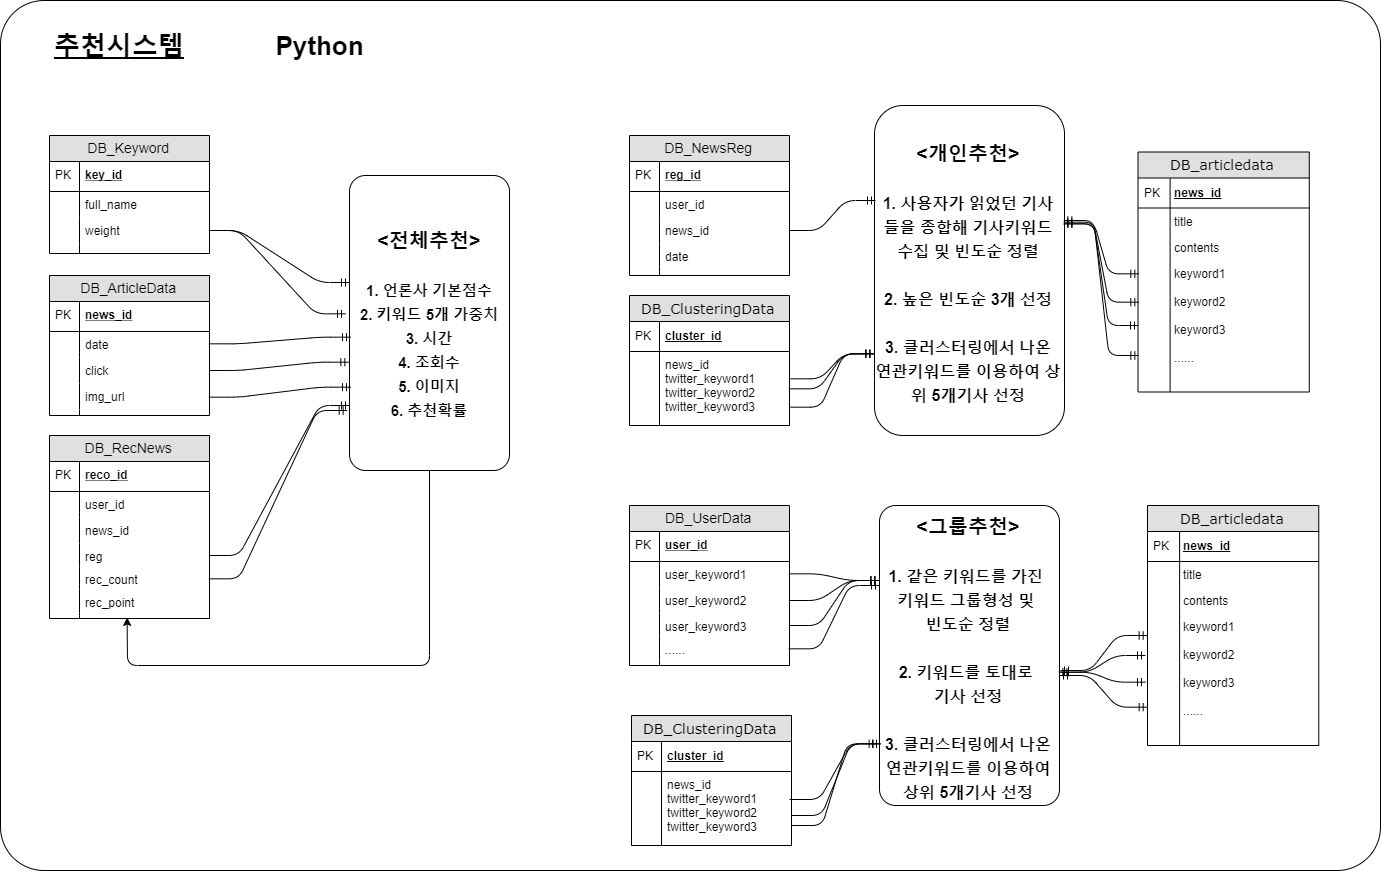 추천시스템
Python
DB_Keyword
PK key_id
full_name
weight
DB_ArticleData
PK news_id
date
click
img_url
DB_RecNews
PK reco_id
user_id
news_id
reg
rec_count
rec_point
<전체추천>
1. 언론사 기본점수
2. 키워드 5개 가중치
3. 시간
4. 조회수
5. 이미지
6. 추천확률
DB_NewsReg
PK reg_id
user_id
news_id
date
DB_ClusteringData
PK cluster_id
news_id
twitter_keyword1
twitter_keyword2
twitter_keyword3
<개인추천>
1. 사용자가 읽었던 기사
들을 종합해 기사키워드
수집 및 빈도순 정렬
2. 높은 빈도순 3개 선정
3. 클러스터링에서 나온
연관키워드를 이용하여 상
위 5개기사 선정
DB_articledata
PK news_id
title
contents
keyword1
keyword2
keyword3
......
DB_UserData
PK user_id
user_keyword1
user_keyword2
user_keyword3
......
DB_ClusteringData
PK cluster_id
news_id
twitter_keyword1
twitter_keyword2
twitter_keyword3
<그룹추천>
1. 같은 키워드를 가진
키워드 그룹형성 및
빈도순 정렬
2. 키워드를 토대로
기사 선정
3. 클러스터링에서 나온
연관키워드를 이용하여
상위 5개기사 선정
DB_articledata
PK news_id
title
contents
keyword1
keyword2
keyword3
......